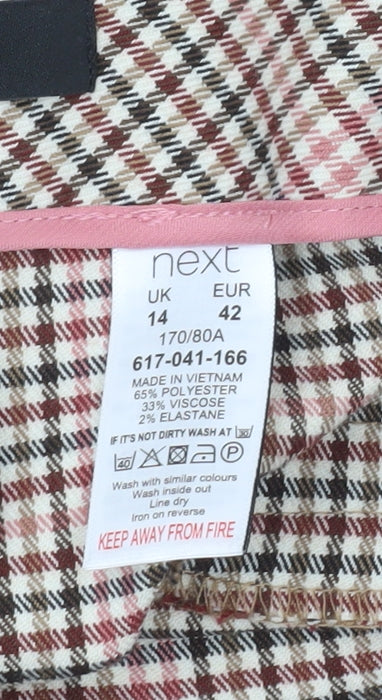 next
UK EUR
14 42
170/80A
617-041-166
MADE IN VIETNAM
65% POLYESTER
33% VISCOSE
2% ELASTANE
IF IT'S NOT DIRTY WASH AT 30
40 P
Wash with similar colours
Wash inside out
Line dry
Iron on reverse
KEEP AWAY FROM FIRE